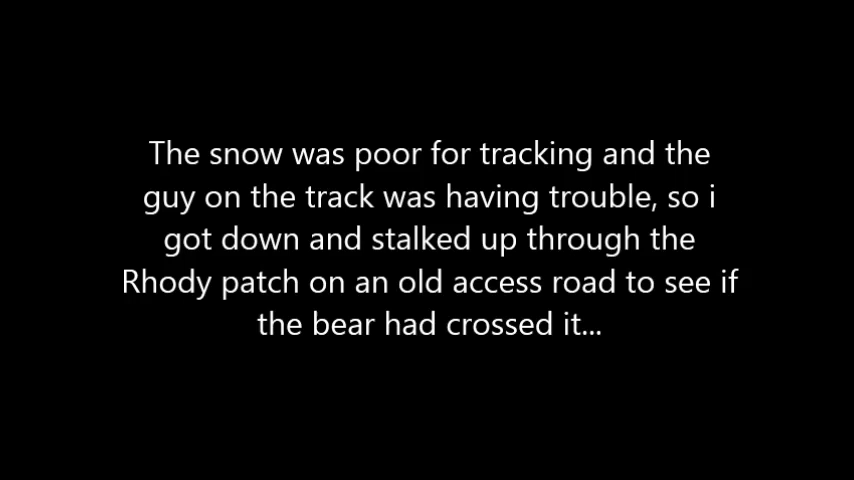 The snow was poor for tracking and the
guy on the track was having trouble, so i
got down and stalked up through the
Rhody patch on an old access road to see if
the bear had crossed it...